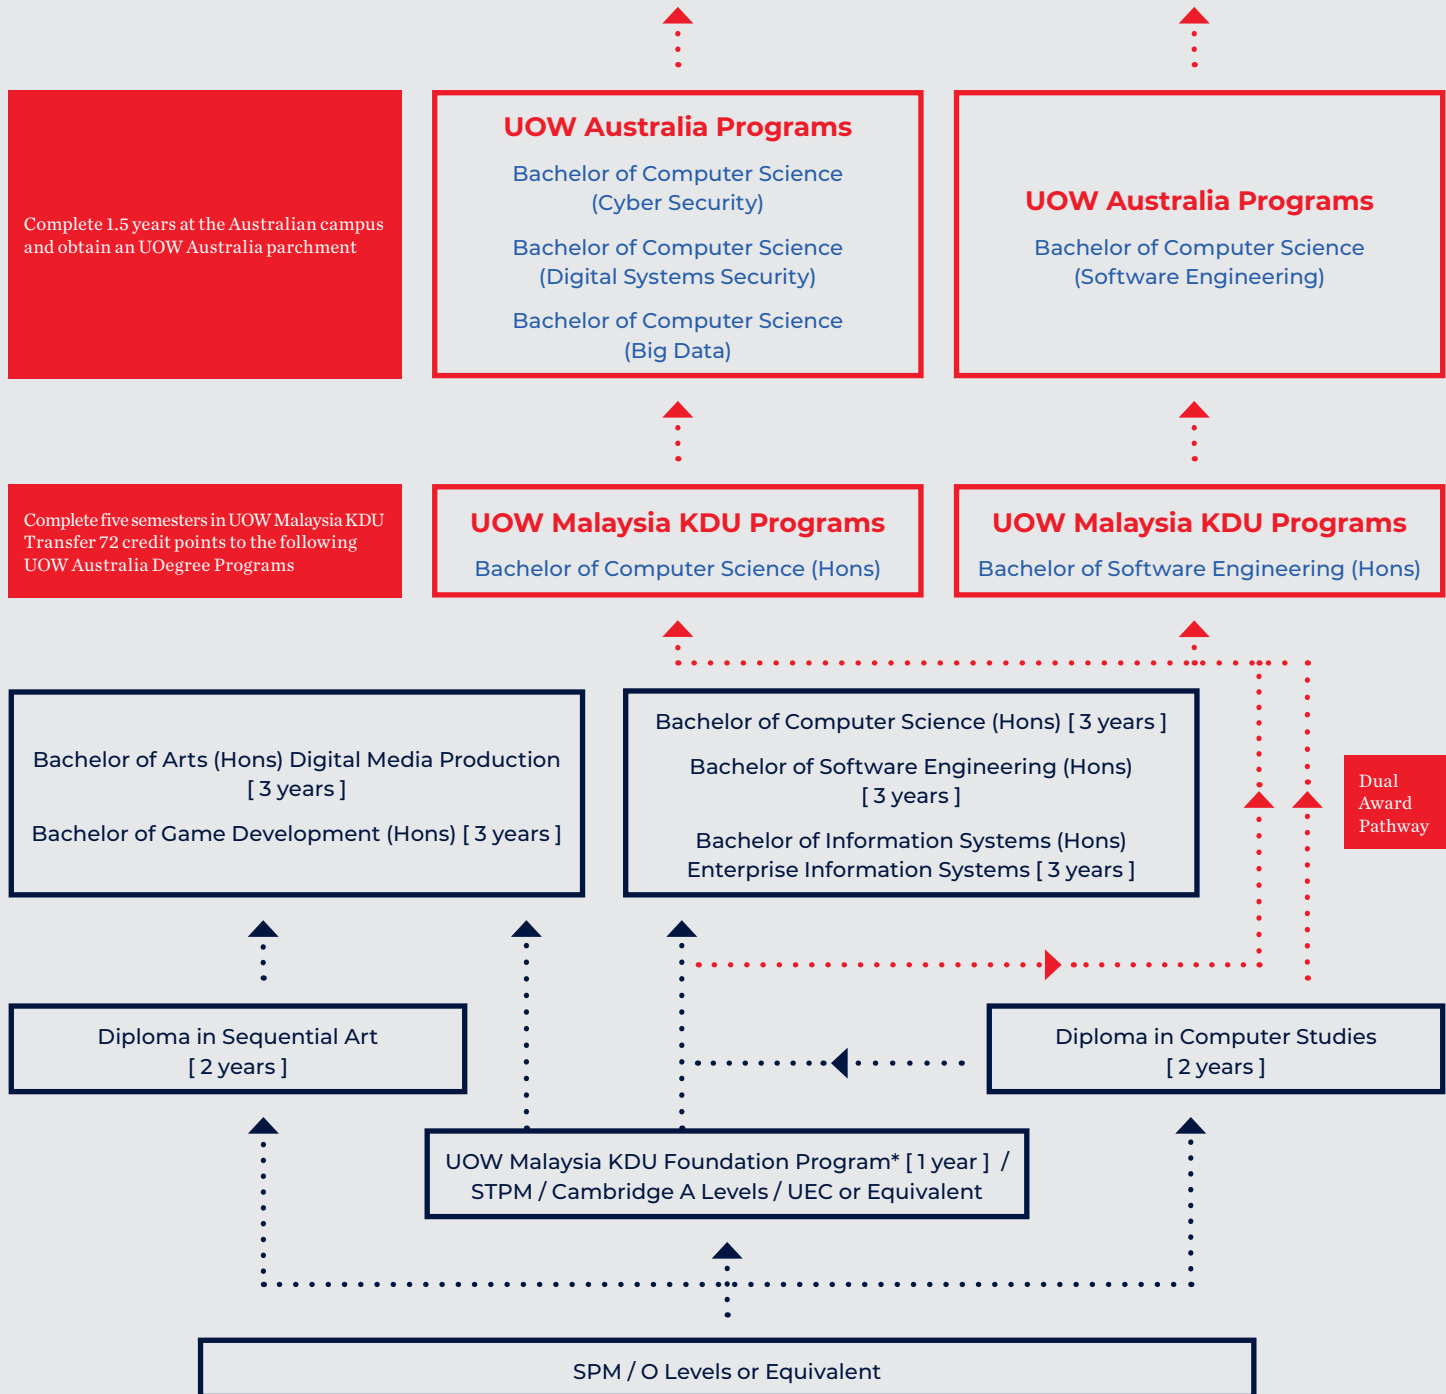 Complete 1.5 years at the Australian campus
and obtain an UOW Australia parchment
UOW Australia Programs
Bachelor of Computer Science
(Cyber Security)
Bachelor of Computer Science
(Digital Systems Security)
Bachelor of Computer Science
(Big Data)
UOW Australia Programs
Bachelor of Computer Science
(Software Engineering)
Complete five semesters in UOW Malaysia KDU
Transfer 72 credit points to the following
UOW Australia Degree Programs
UOW Malaysia KDU Programs
Bachelor of Computer Science (Hons)
UOW Malaysia KDU Programs
Bachelor of Software Engineering (Hons)
Bachelor of Arts (Hons) Digital Media Production
[ 3 years ]
Bachelor of Game Development (Hons) [ 3 years ]
Bachelor of Computer Science (Hons) [ 3 years ]
Bachelor of Software Engineering (Hons)
[ 3 years ]
Bachelor of Information Systems (Hons)
Enterprise Information Systems [ 3 years ]
Dual
Award
Pathway
Diploma in Sequential Art
[ 2 years ]
Diploma in Computer Studies
[ 2 years ]
UOW Malaysia KDU Foundation Program* [ 1 year ] /
STPM / Cambridge A Levels / UEC or Equivalent
SPM / O Levels or Equivalent